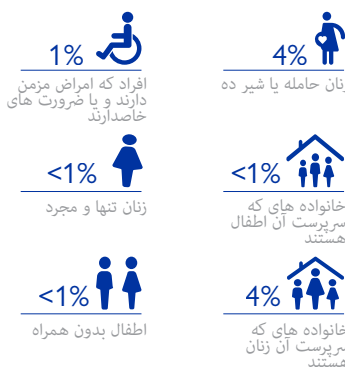 4%
زنان حامله یا شیر ده
1%
افراد که امراض مزمن
دارند و یا ضرورت های
خاصدارند
<1%
خانواده های که
سرپرست آن اطفال
هستند
<1%
زنان تنها و مجرد
4%
خانواده های که
سرپرست آن زنان
هستند
<1%
اطفال بدون همراه